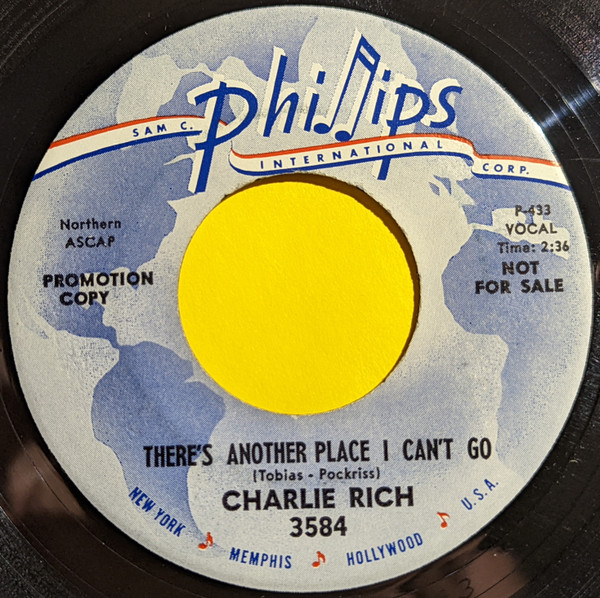 SAM C. Phillips
INTERNATIONAL CORP.
Northern
ASCAP
PROMOTION
COPY
P-433
VOCAL
Time: 2:36
NOT
FOR SALE
THERE'S ANOTHER PLACE I CAN'T GO
(Tobias - Pockriss)
CHARLIE RICH
3584
NEW YORK MEMPHIS HOLLYWOOD U.S.A.